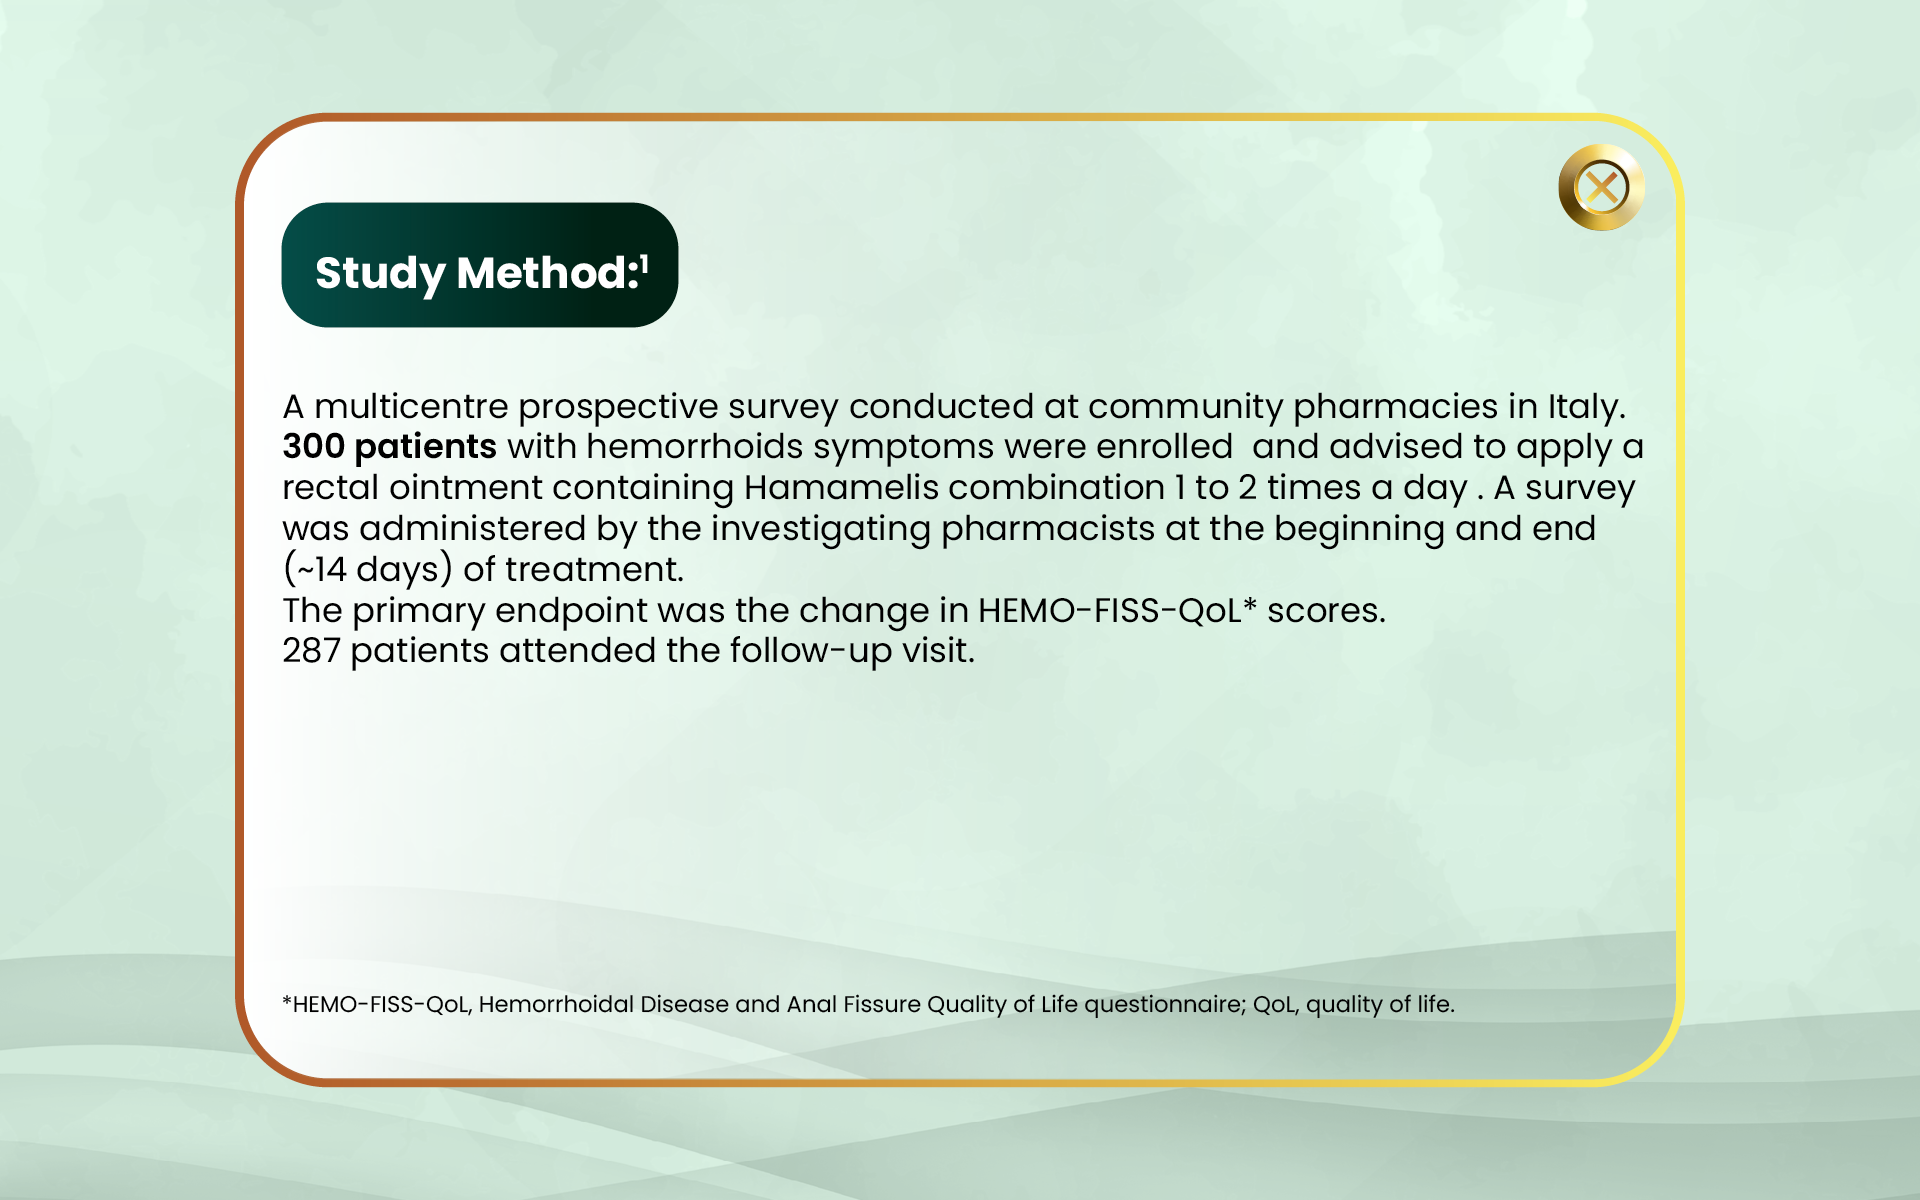 Study Method:¹
A multicentre prospective survey conducted at community pharmacies in Italy.
300 patients with hemorrhoids symptoms were enrolled  and advised to apply a
rectal ointment containing Hamamelis combination 1 to 2 times a day . A survey
was administered by the investigating pharmacists at the beginning and end
(~14 days) of treatment.
The primary endpoint was the change in HEMO-FISS-QoL* scores.
287 patients attended the follow-up visit.
*HEMO-FISS-QoL, Hemorrhoidal Disease and Anal Fissure Quality of Life questionnaire; QoL, quality of life.